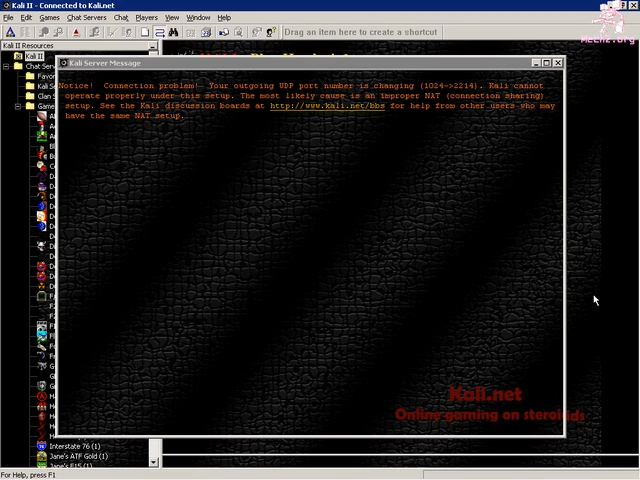 Kali II - Connected to Kali.net
File Edit Games Chat Servers Chat Players View Window Help
Drag an item here to create a shortcut
Mech2.org
Kali II Resources
Kali II
Kali Server Message
Notice! Connection problem!- Your outgoing UDP port number is changing (1024->2214). Kali cannot
operate properly under this setup. The most likely cause is an improper NAT (connection sharing)
setup. See the Kali discussion boards at http://www.kali.net/bbs for help from other users who may
have the same NAT setup.
Kali.net
Online gaming on steroids
Interstate 76 (1)
Jane's ATF Gold (1)
Jane's F15 (1)
For Help, press F1